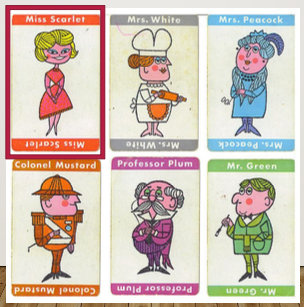 Miss Scarlet
Mrs. White
Mrs. Peacock
Miss Scarlet
Mrs. White
Mrs. Peacock
Colonel Mustard
Professor Plum
Mr. Green
Colonel Mustard
Professor Plum
Mr. Green